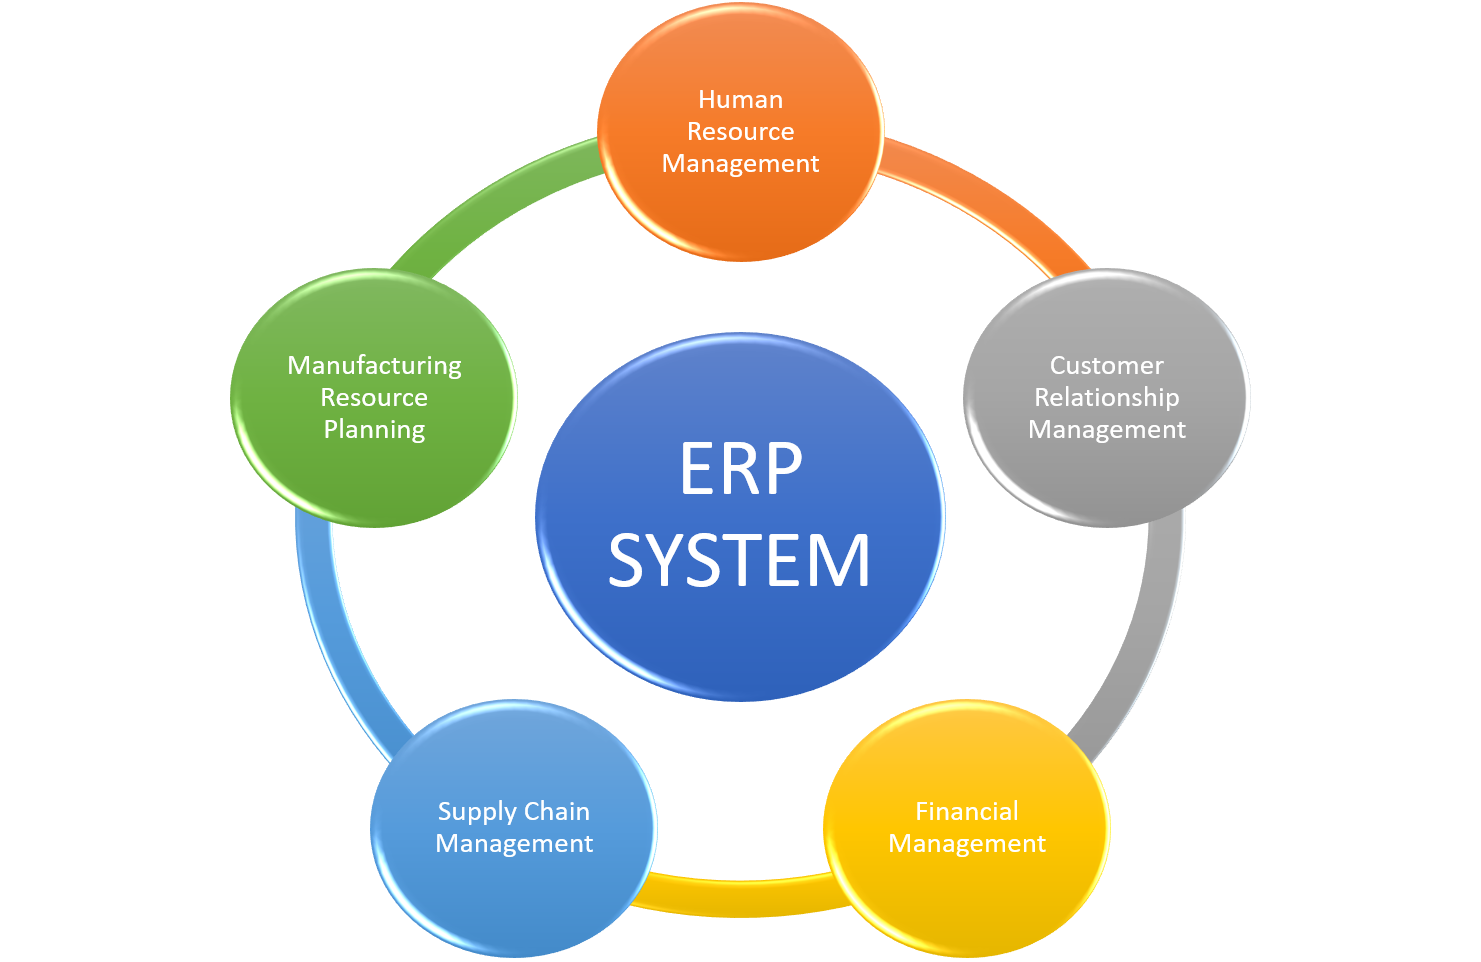 Human
Resource
Management
Customer
Relationship
Management
Financial
Management
Supply Chain
Management
Manufacturing
Resource
Planning
ERP
SYSTEM